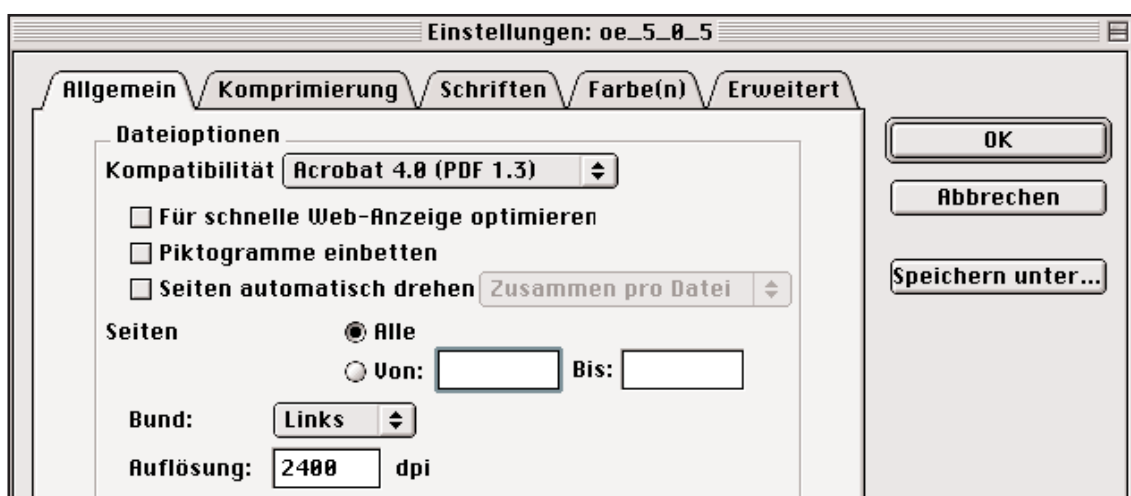 Einstellungen: oe_5_0_5
Allgemein Komprimierung Schriften Farbe(n) Erweitert
Dateioptionen
Kompatibilität Acrobat 4.0 (PDF 1.3)
Für schnelle Web-Anzeige optimieren
Piktogramme einbetten
Seiten automatisch drehen Zusammen pro Datei
Seiten Alle
Von: Bis:
Bund: Links
Auflösung: 2400 dpi
OK
Abbrechen
Speichern unter...